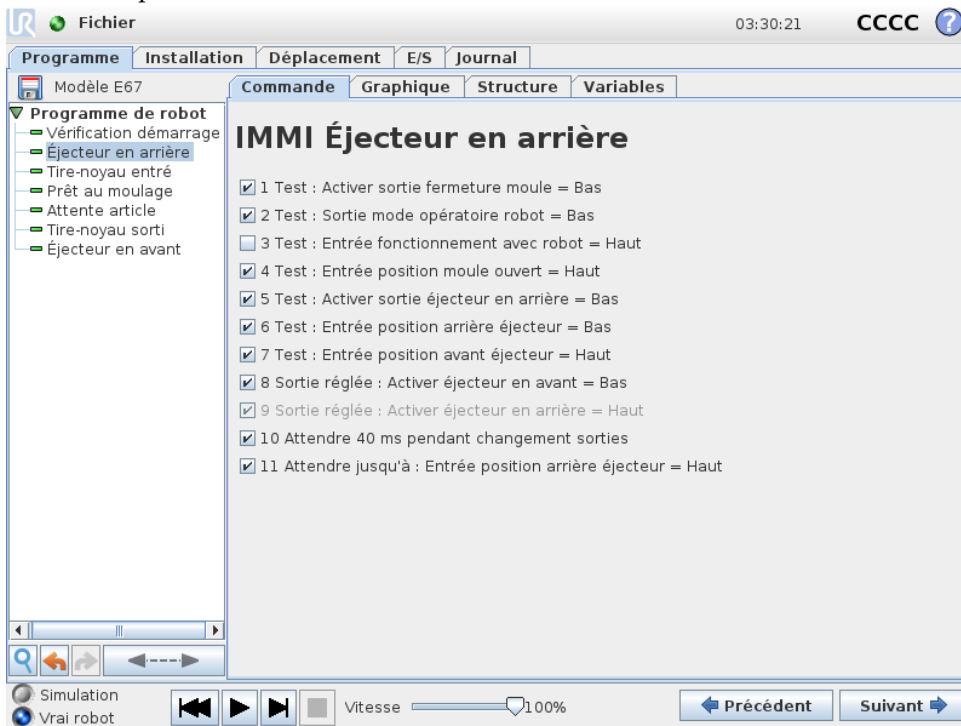 Fichier 03:30:21 CCCC ?
Programme Installation Déplacement E/S Journal
Modèle E67 Commande Graphique Structure Variables
Programme de robot
Vérification démarrage
Éjecteur en arrière
Tire-noyau entré
Prêt au moulage
Attente article
Tire-noyau sorti
Éjecteur en avant
IMMI Éjecteur en arrière
1 Test : Activer sortie fermeture moule = Bas
2 Test : Sortie mode opératoire robot = Bas
3 Test : Entrée fonctionnement avec robot = Haut
4 Test : Entrée position moule ouvert = Haut
5 Test : Activer sortie éjecteur en arrière = Bas
6 Test : Entrée position arrière éjecteur = Bas
7 Test : Entrée position avant éjecteur = Haut
8 Sortie réglée : Activer éjecteur en avant = Bas
9 Sortie réglée : Activer éjecteur en arrière = Haut
10 Attendre 40 ms pendant changement sorties
11 Attendre jusqu'à : Entrée position arrière éjecteur = Haut
Simulation
Vrai robot
Vitesse 100%
Précédent Suivant